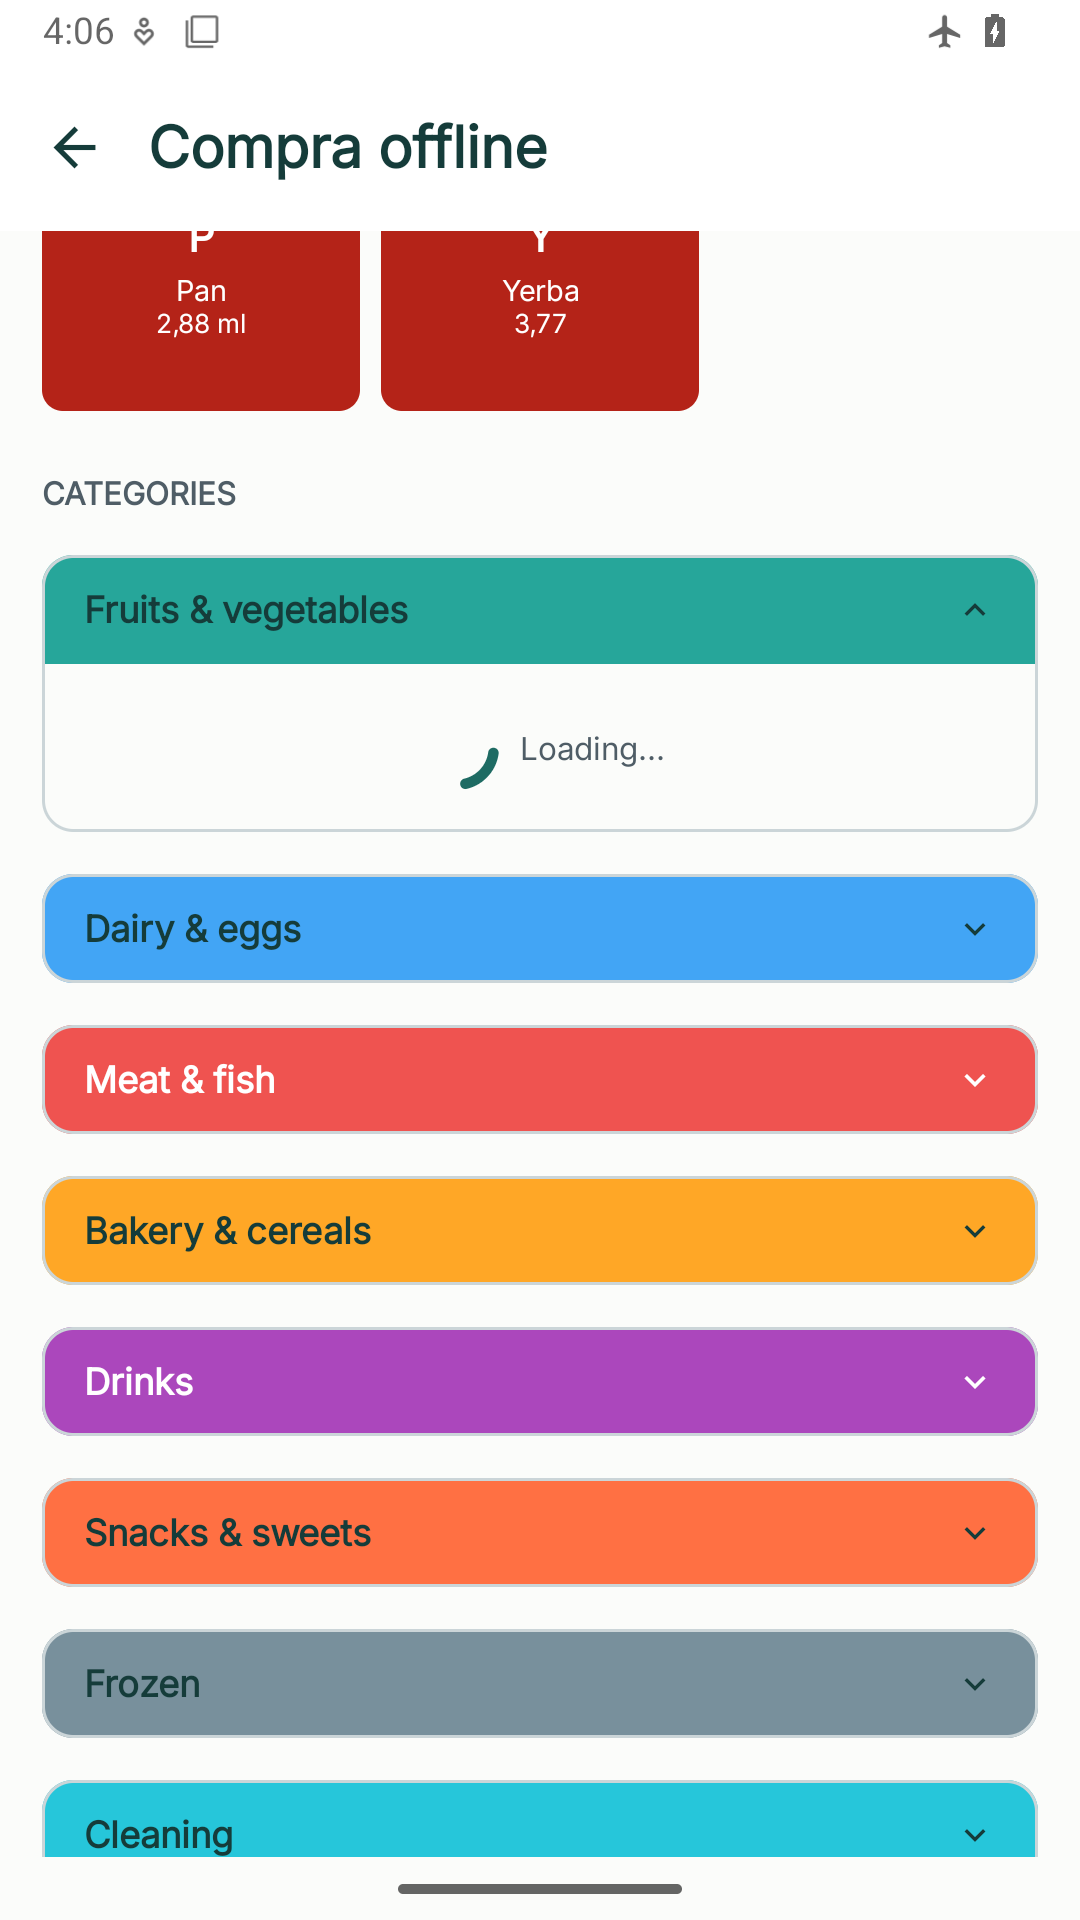 4:06
Compra offline
P
Y
Pan
Yerba
2,88 ml
3,77
CATEGORIES
Fruits & vegetables
Loading...
Dairy & eggs
Meat & fish
Bakery & cereals
Drinks
Snacks & sweets
Frozen
Cleaning